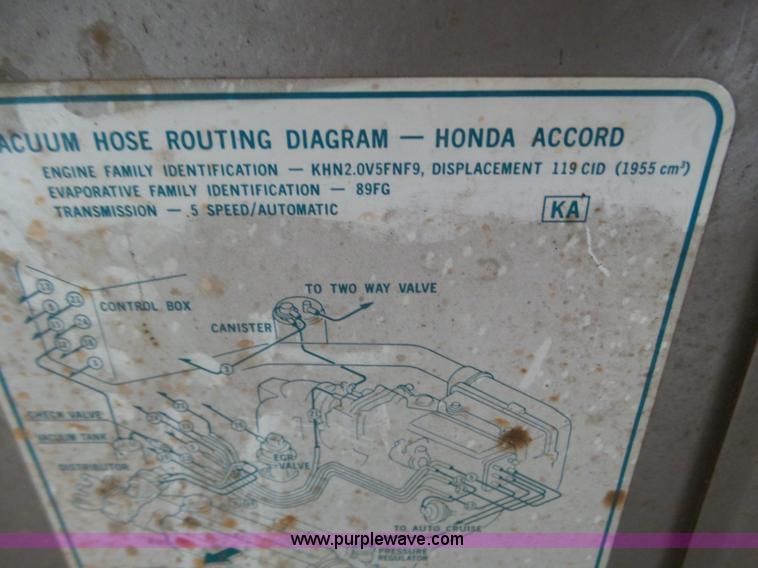 ACUUM HOSE ROUTING DIAGRAM — HONDA ACCORD
ENGINE FAMILY IDENTIFICATION — KHN2.0V5FNF9, DISPLACEMENT 119 CID (1955 cm³)
EVAPORATIVE FAMILY IDENTIFICATION — 89FG
TRANSMISSION — 5 SPEED/AUTOMATIC
KA
TO TWO WAY VALVE
CONTROL BOX
CANISTER
CHECK VALVE
VACUUM TANK
DISTRIBUTOR
EGR
VALVE
TO AUTO CRUISE
PRESSURE
REGULATOR
www.purplewave.com